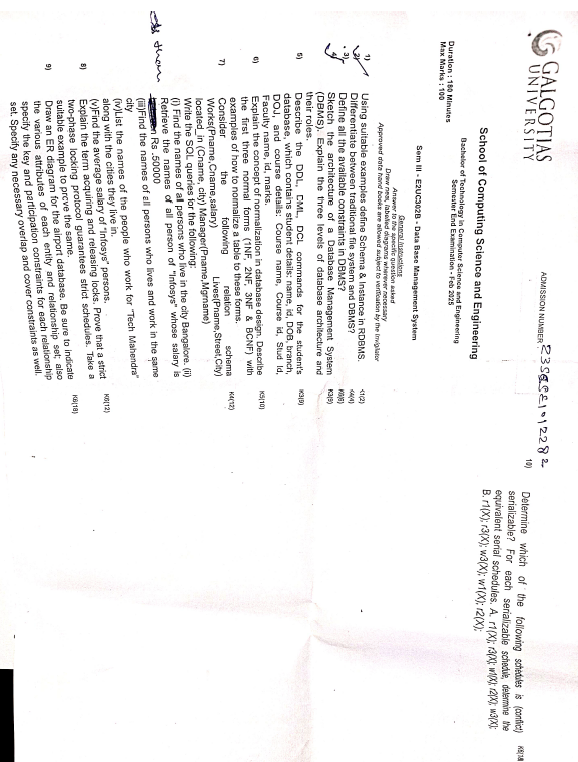 GALGOTIAS
UNIVERSITY
ADMISSION NUMBER
School of Computing Science and Engineering
Bachelor of Technology in Computer Science and Engineering
Semester End Examination - Feb 2025
Duration : 180 Minutes
Max Marks : 100
Sem III - E2UC302B - Data Base Management System
General Instructions
Answer to the specific question asked
Draw neat, labelled diagrams wherever necessary
Approved data hand books are allowed subject to verification by the Invigilator
1) Using suitable examples define Schema & Instance in RDBMS. K1(2)
2) Differentiate between traditional file system and DBMS?
3) Define all the available constraints in DBMS?
4) Sketch the architecture of a Database Management System K3(9)
(DBMS). Explain the three levels of database architecture and
their roles.
5) Describe the DDL, DML, DCL commands for the student's K3(9)
database, which contains student details: name, id, DOB, branch,
DOJ, and course details: Course name, Course id, Stud Id,
Faculty name, id, marks.
6) Explain the concept of normalization in database design. Describe K5(10)
the first three normal forms (1NF, 2NF, 3NF & BCNF) with
examples of how to normalize a table to these forms.
7) Consider the following relation schema K4(12)
Works(Pname,Cname,salary) Lives(Pname,Street,City)
located_in (Cname, city) Manager(Pname,Mgrname)
Write the SQL queries for the following:
(i) Find the names of all persons who live in the city Bangalore. (ii)
Retrieve the names of all person of "Infosys" whose salary is
than Rs. 50000
(iii)Find the names of all persons who lives and work in the same
city
(iv)List the names of the people who work for "Tech Mahendra"
along with the cities they live in.
(v)Find the average salary of "Infosys" persons.
8) Explain the term acquiring and releasing locks. Prove that a strict K6(12)
two-phase locking protocol guarantees strict schedules. Take a
suitable example to prove the same.
9) Draw an ER diagram for the airport database. Be sure to indicate K6(18)
the various attributes of each entity and relationship set; also
specify the key and participation constraints for each relationship
set. Specify any necessary overlap and cover constraints as well.
10) Determine which of the following schedules is (conflict) K6(18)
serializable? For each serializable schedule, determine the
equivalent serial schedules. A. r1(X); r3(X); w1(X); r2(X); w3(X);
B. r1(X); r3(X); w3(X); w1(X); r2(X);